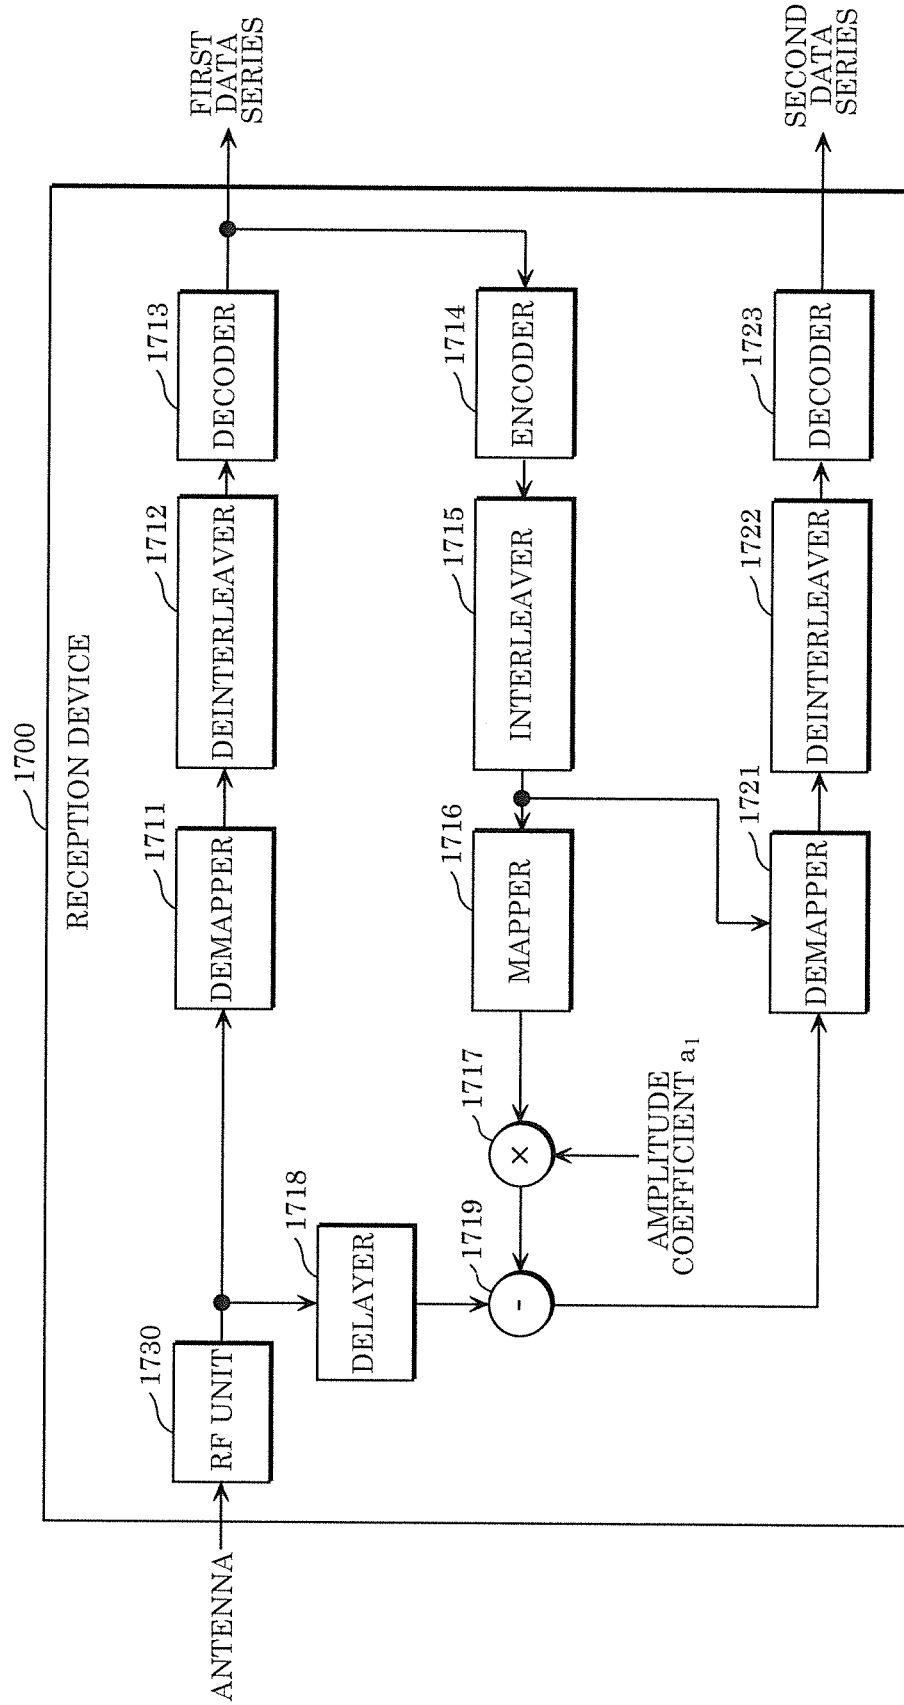 1700
RECEPTION DEVICE
ANTENNA
1730
RF UNIT
1711
DEMAPPER
1712
DEINTERLEAVER
1713
DECODER
FIRST
DATA
SERIES
1718
DELAYER
1719
-
1717
×
AMPLITUDE
COEFFICIENT a₁
1716
MAPPER
1715
INTERLEAVER
1714
ENCODER
1721
DEMAPPER
1722
DEINTERLEAVER
1723
DECODER
SECOND
DATA
SERIES